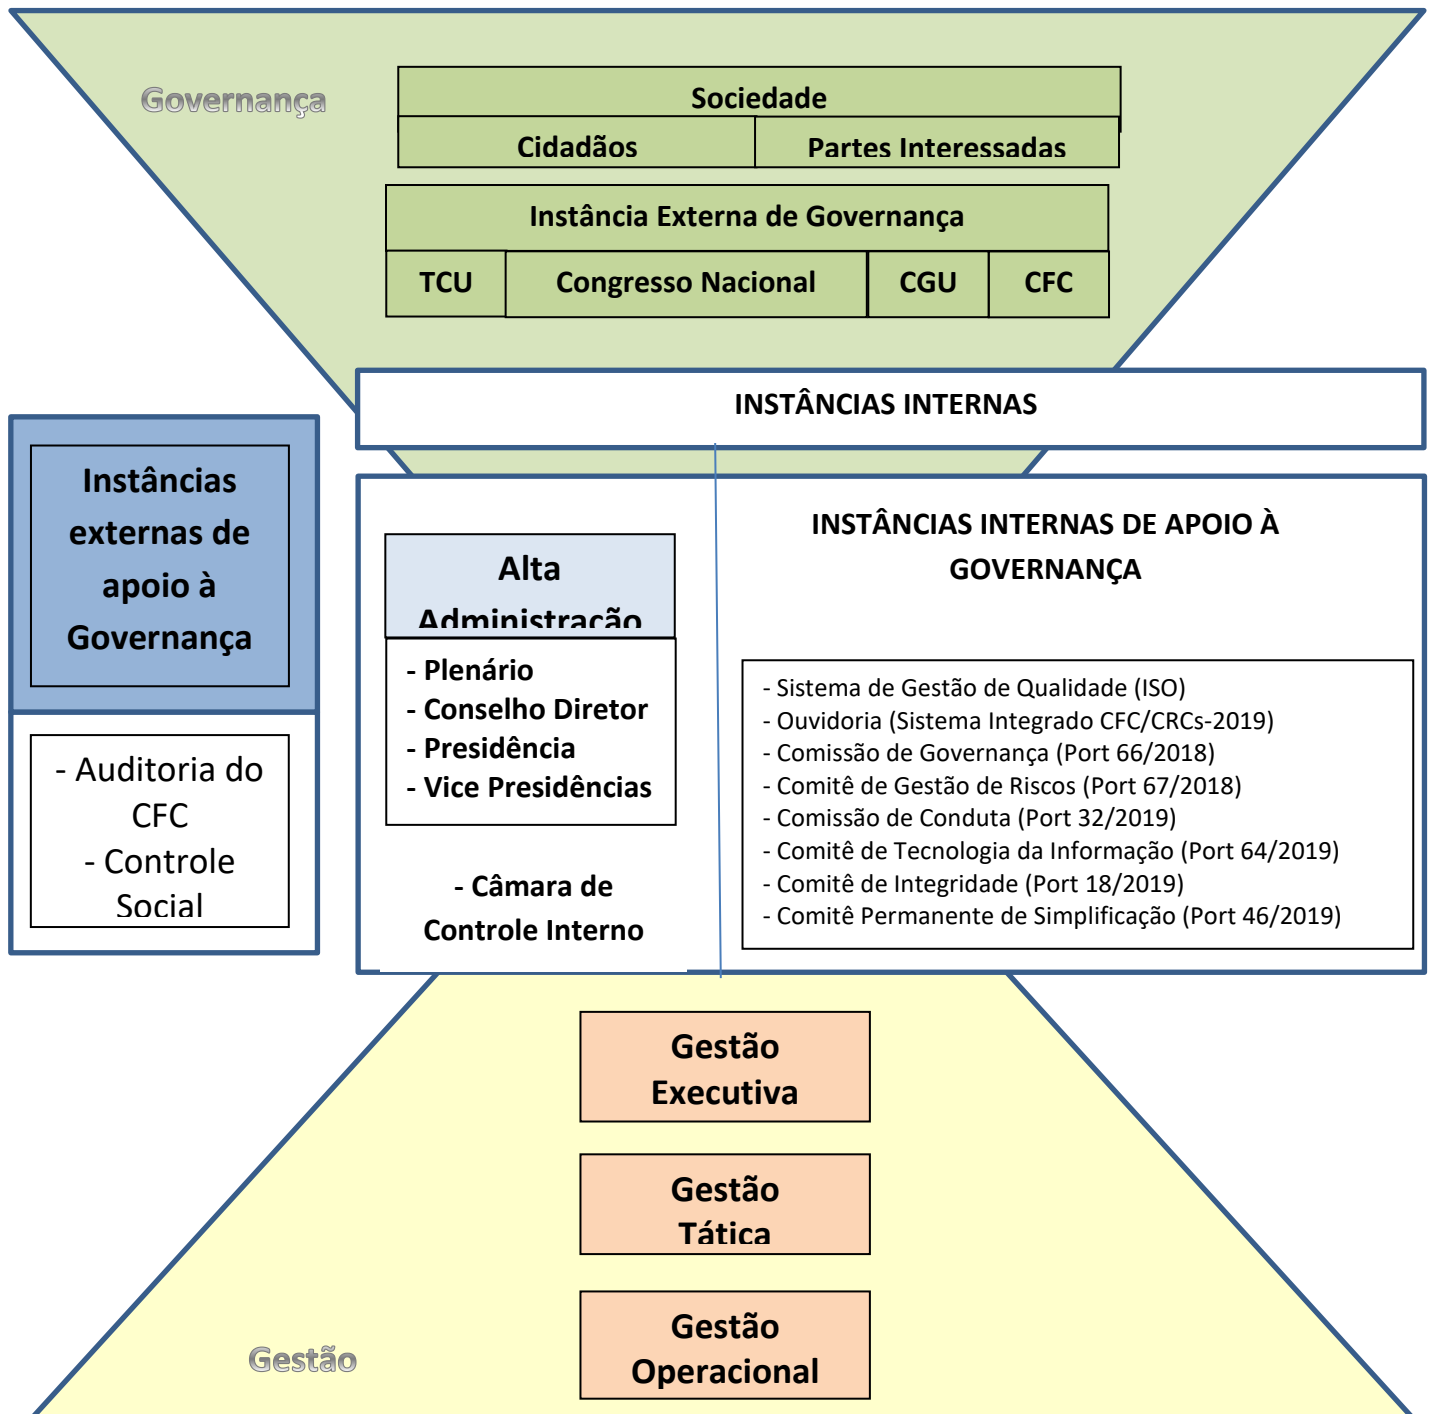 Governança
Sociedade
Cidadãos
Partes Interessadas
Instância Externa de Governança
TCU
Congresso Nacional
CGU
CFC
INSTÂNCIAS INTERNAS
Instâncias
externas de
apoio à
Governança
- Auditoria do
CFC
- Controle
Social
Alta
Administração
- Plenário
- Conselho Diretor
- Presidência
- Vice Presidências
- Câmara de
Controle Interno
INSTÂNCIAS INTERNAS DE APOIO À
GOVERNANÇA
- Sistema de Gestão de Qualidade (ISO)
- Ouvidoria (Sistema Integrado CFC/CRCs-2019)
- Comissão de Governança (Port 66/2018)
- Comitê de Gestão de Riscos (Port 67/2018)
- Comissão de Conduta (Port 32/2019)
- Comitê de Tecnologia da Informação (Port 64/2019)
- Comitê de Integridade (Port 18/2019)
- Comitê Permanente de Simplificação (Port 46/2019)
Gestão
Executiva
Gestão
Tática
Gestão
Operacional
Gestão